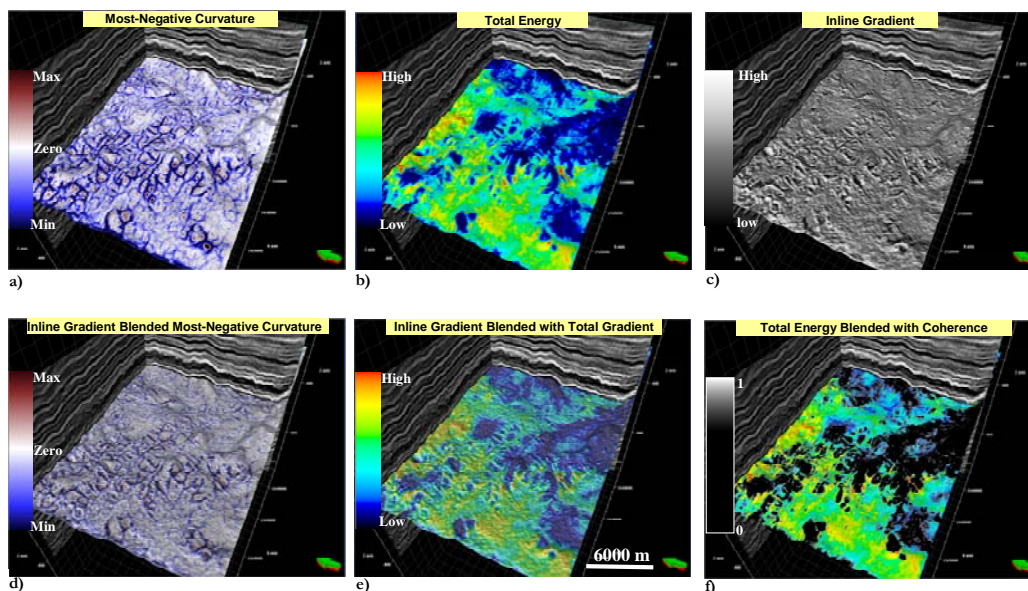 Most-Negative Curvature
Total Energy
Inline Gradient
Max
Zero
Min
High
Low
High
low
a)
b)
c)
Inline Gradient Blended Most-Negative Curvature
Inline Gradient Blended with Total Gradient
Total Energy Blended with Coherence
Max
Zero
Min
High
Low
6000 m
1
0
d)
e)
f)